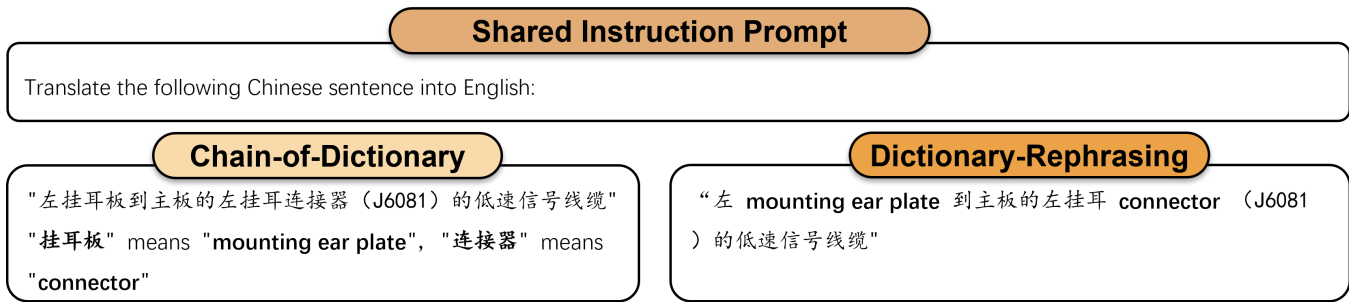 Shared Instruction Prompt
Translate the following Chinese sentence into English:
Chain-of-Dictionary
"左挂耳板到主板的左挂耳连接器（J6081）的低速信号线缆"
"挂耳板" means "mounting ear plate", "连接器" means
"connector"
Dictionary-Rephrasing
“左 mounting ear plate 到主板的左挂耳 connector （J6081
）的低速信号线缆"